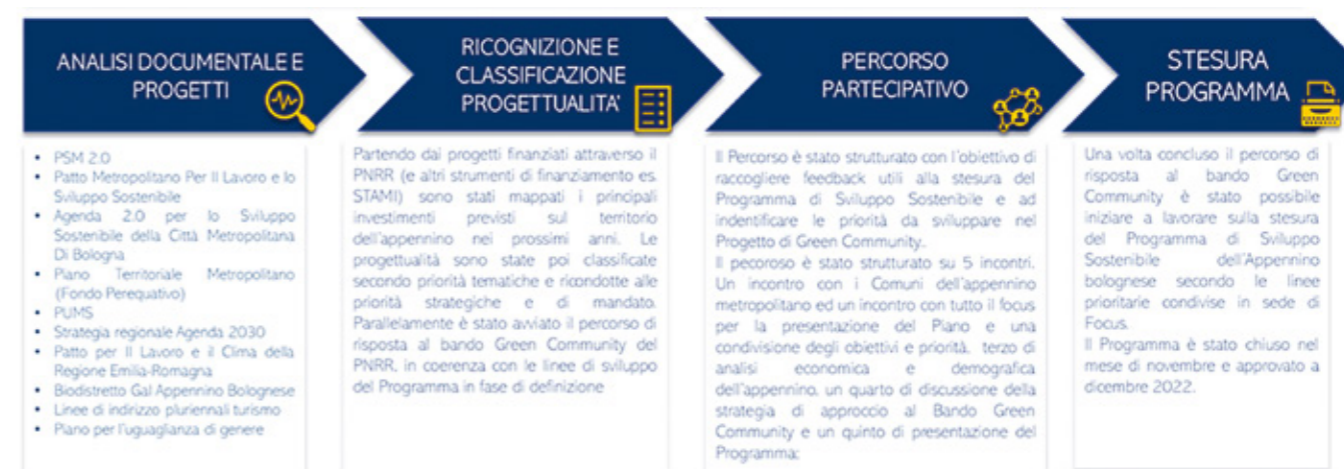 ANALISI DOCUMENTALE E
PROGETTI
• PSM 2.0
• Patto Metropolitano Per Il Lavoro e lo
Sviluppo Sostenibile
• Agenda 2.0 per lo Sviluppo
Sostenibile della Città Metropolitana
Di Bologna
• Piano Territoriale Metropolitano
(Fondo Perequativo)
• PUMS
• Strategia regionale Agenda 2030
• Patto per Il Lavoro e il Clima della
Regione Emilia-Romagna
• Biodistretto Gal Appennino Bolognese
• Linee di indirizzo pluriennali turismo
• Piano per l'uguaglianza di genere
RICOGNIZIONE E
CLASSIFICAZIONE
PROGETTUALITA'
Partendo dai progetti finanziati attraverso il
PNRR (e altri strumenti di finanziamento es.
STAMI) sono stati mappati i principali
investimenti previsti sul territorio
dell'appennino nei prossimi anni. Le
progettualità sono state poi classificate
secondo priorità tematiche e ricondotte alle
priorità strategiche e di mandato.
Parallelamente è stato avviato il percorso di
risposta al bando Green Community del
PNRR, in coerenza con le linee di sviluppo
del Programma in fase di definizione
PERCORSO
PARTECIPATIVO
Il Percorso è stato strutturato con l'obiettivo di
raccogliere feedback utili alla stesura del
Programma di Sviluppo Sostenibile e ad
indentificare le priorità da sviluppare nel
Progetto di Green Community.
Il pecoroso è stato strutturato su 5 incontri.
Un incontro con i Comuni dell'appennino
metropolitano ed un incontro con tutto il focus
per la presentazione del Piano e una
condivisione degli obiettivi e priorità, terzo di
analisi economica e demografica
dell'appennino, un quarto di discussione della
strategia di approccio al Bando Green
Community e un quinto di presentazione del
Programma;
STESURA
PROGRAMMA
Una volta concluso il percorso di
risposta al bando Green
Community è stato possibile
iniziare a lavorare sulla stesura
del Programma di Sviluppo
Sostenibile dell'Appennino
bolognese secondo le linee
prioritarie condivise in sede di
Focus.
Il Programma è stato chiuso nel
mese di novembre e approvato a
dicembre 2022.